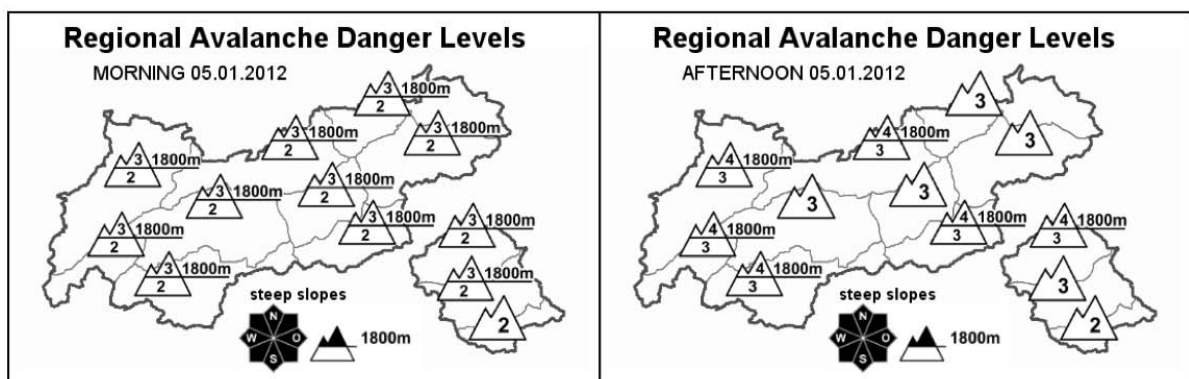 Regional Avalanche Danger Levels
MORNING 05.01.2012
3 1800m
2
3 1800m
2
3 1800m
2
3 1800m
2
3 1800m
2
3 1800m
2
3 1800m
2
3 1800m
2
3 1800m
2
3 1800m
2
3 1800m
2
2
steep slopes
N
W O
S
1800m
Regional Avalanche Danger Levels
AFTERNOON 05.01.2012
3
4 1800m
3
3
4 1800m
3
3
3
4 1800m
3
4 1800m
3
4 1800m
3
4 1800m
3
3
2
steep slopes
N
W O
S
1800m